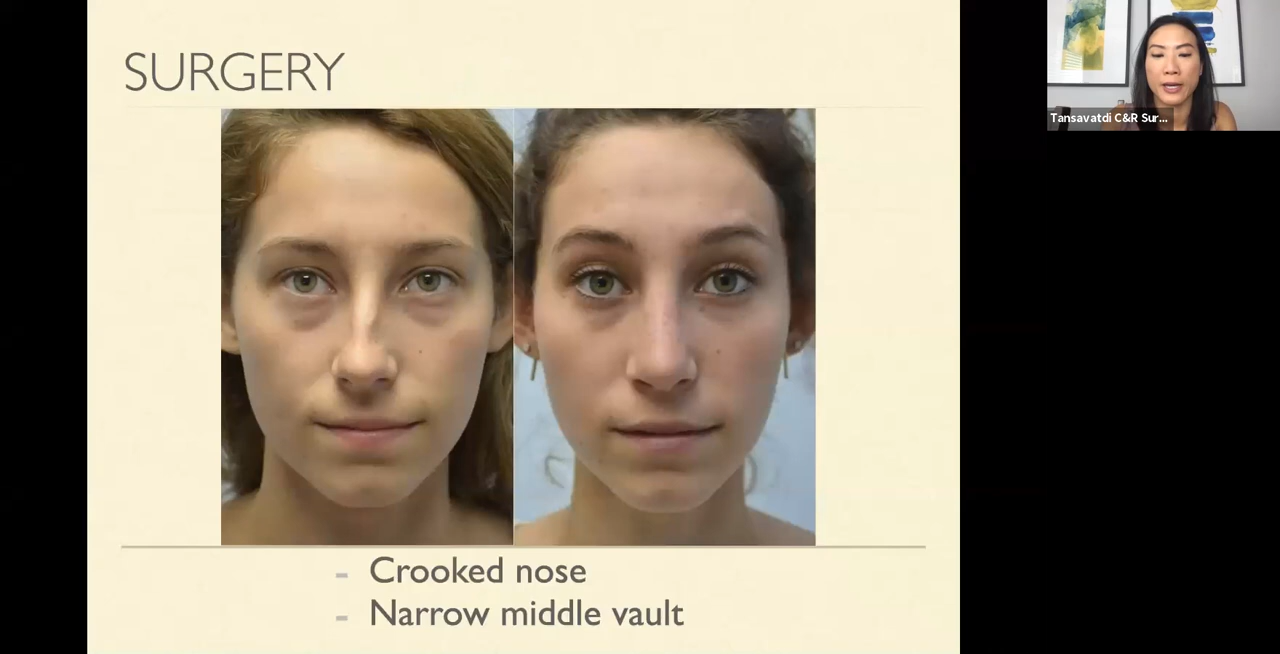 SURGERY
Tansavatdi C&R Sur...
- Crooked nose
- Narrow middle vault